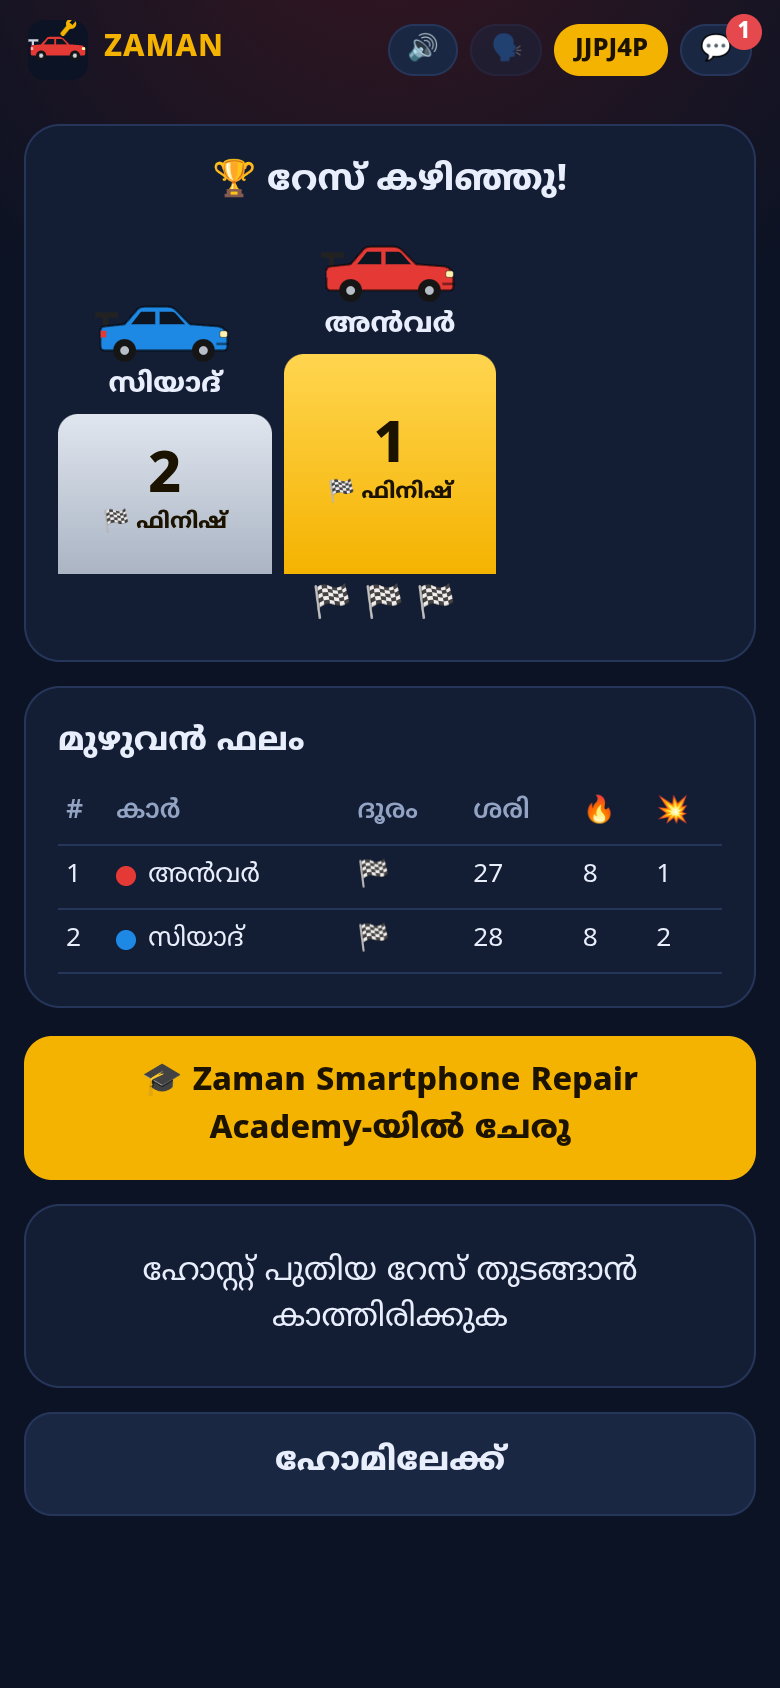 ZAMAN
JJPJ4P
1
റേസ് കഴിഞ്ഞു!
അൻവർ
സിയാദ്
1
ഫിനിഷ്
2
ഫിനിഷ്
മുഴുവൻ ഫലം
# കാർ ദൂരം ശരി
1 അൻവർ 27 8 1
2 സിയാദ് 28 8 2
Zaman Smartphone Repair
Academy-യിൽ ചേരൂ
ഹോസ്റ്റ് പുതിയ റേസ് തുടങ്ങാൻ
കാത്തിരിക്കുക
ഹോമിലേക്ക്